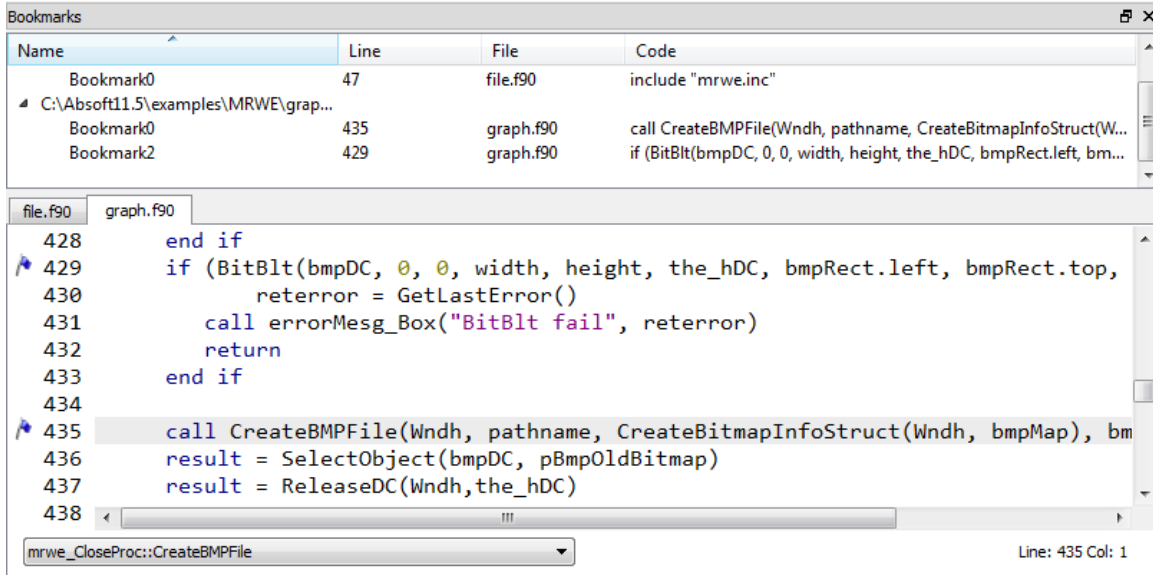 Bookmarks
Name Line File Code
Bookmark0 47 file.f90 include "mrwe.inc"
C:\Absoft11.5\examples\MRWE\grap...
Bookmark0 435 graph.f90 call CreateBMPFile(Wndh, pathname, CreateBitmapInfoStruct(W...
Bookmark2 429 graph.f90 if (BitBlt(bmpDC, 0, 0, width, height, the_hDC, bmpRect.left, bm...
file.f90 graph.f90
428 end if
429 if (BitBlt(bmpDC, 0, 0, width, height, the_hDC, bmpRect.left, bmpRect.top,
430 reterror = GetLastError()
431 call errorMesg_Box("BitBlt fail", reterror)
432 return
433 end if
434
435 call CreateBMPFile(Wndh, pathname, CreateBitmapInfoStruct(Wndh, bmpMap), bm
436 result = SelectObject(bmpDC, pBmpOldBitmap)
437 result = ReleaseDC(Wndh,the_hDC)
438
mrwe_CloseProc::CreateBMPFile Line: 435 Col: 1